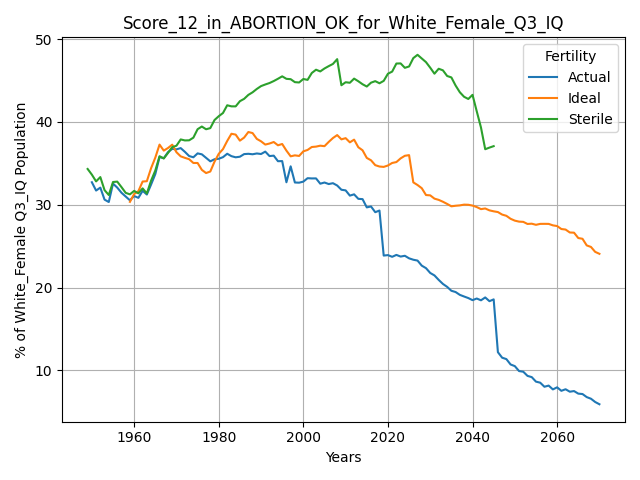 Score_12_in_ABORTION_OK_for_White_Female_Q3_IQ
% of White_Female Q3_IQ Population
50
40
30
20
10
Fertility
Actual
Ideal
Sterile
1960 1980 2000 2020 2040 2060
Years